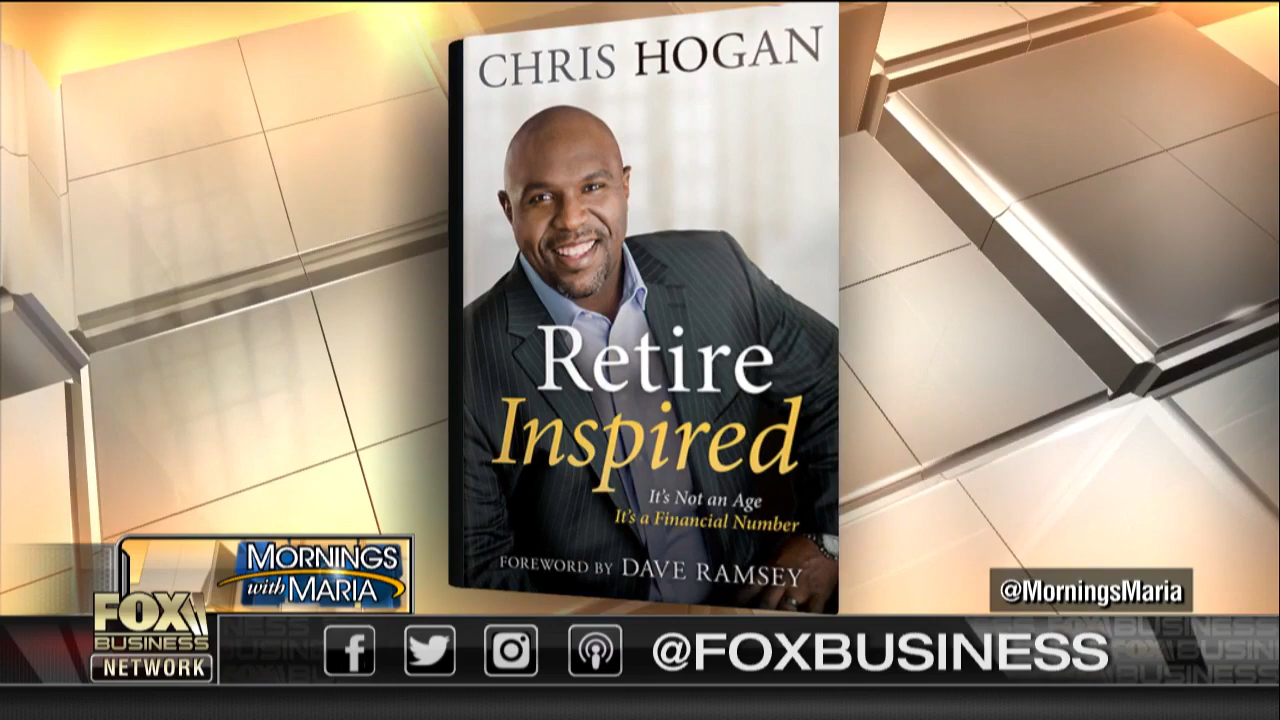 CHRIS HOGAN
Retire
Inspired
It's Not an Age
It's a Financial Number
FOREWORD BY DAVE RAMSEY
MORNINGS
with MARIA
@MorningsMaria
FOX
BUSINESS
NETWORK
@FOXBUSINESS